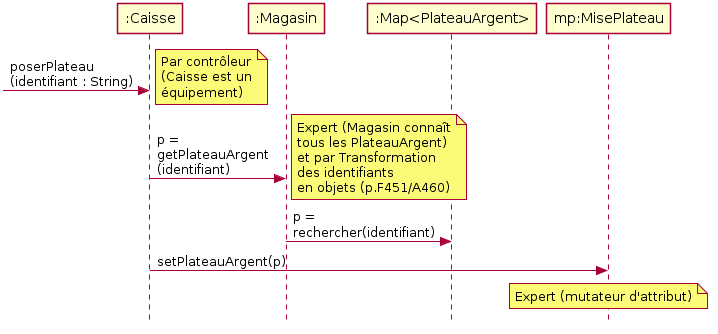 :Caisse
:Magasin
:Map<PlateauArgent>
mp:MisePlateau
poserPlateau
(identifiant : String)
Par contrôleur
(Caisse est un
équipement)
p =
getPlateauArgent
(identifiant)
Expert (Magasin connaît
tous les PlateauArgent)
et par Transformation
des identifiants
en objets (p.F451/A460)
p =
rechercher(identifiant)
setPlateauArgent(p)
Expert (mutateur d'attribut)